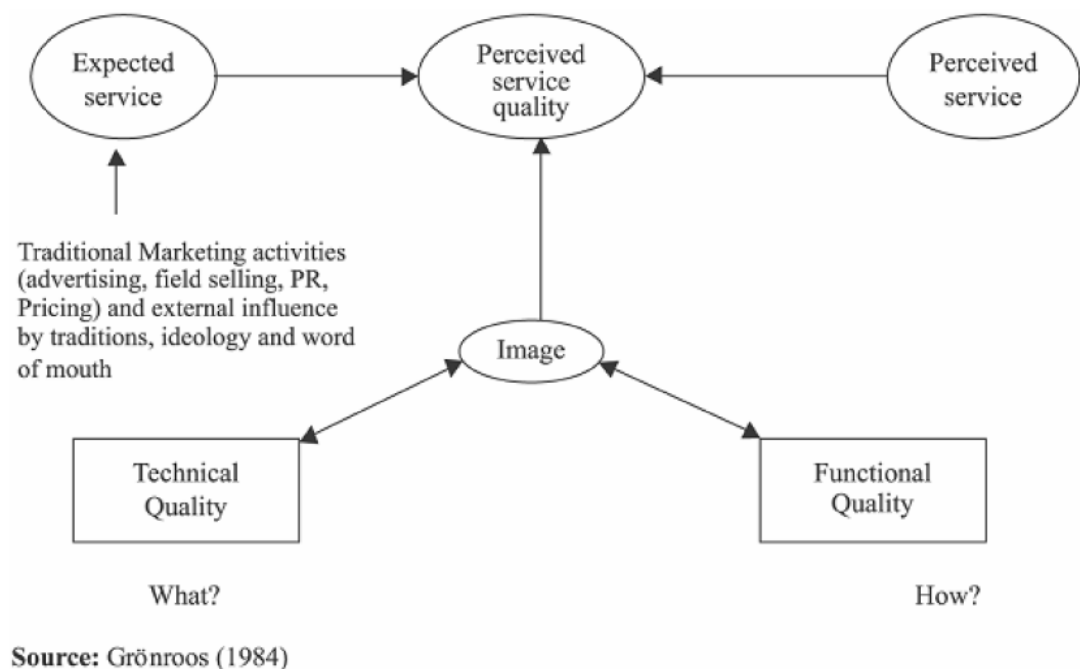 Expected
service
Perceived
service
quality
Perceived
service
Traditional Marketing activities
(advertising, field selling, PR,
Pricing) and external influence
by traditions, ideology and word
of mouth
Image
Technical
Quality
Functional
Quality
What?
How?
Source: Grönroos (1984)